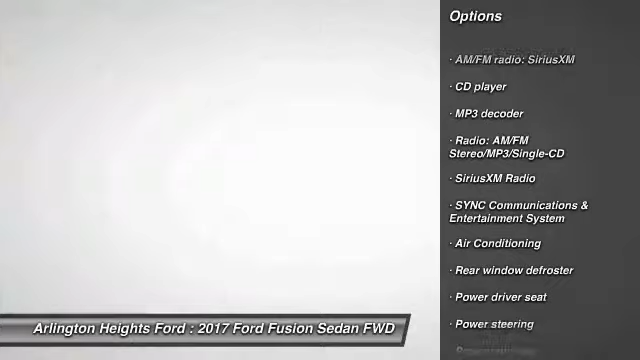 Options
· AM/FM radio: SiriusXM
· CD player
· MP3 decoder
· Radio: AM/FM
Stereo/MP3/Single-CD
· SiriusXM Radio
· SYNC Communications &
Entertainment System
· Air Conditioning
· Rear window defroster
· Power driver seat
· Power steering
Arlington Heights Ford : 2017 Ford Fusion Sedan FWD